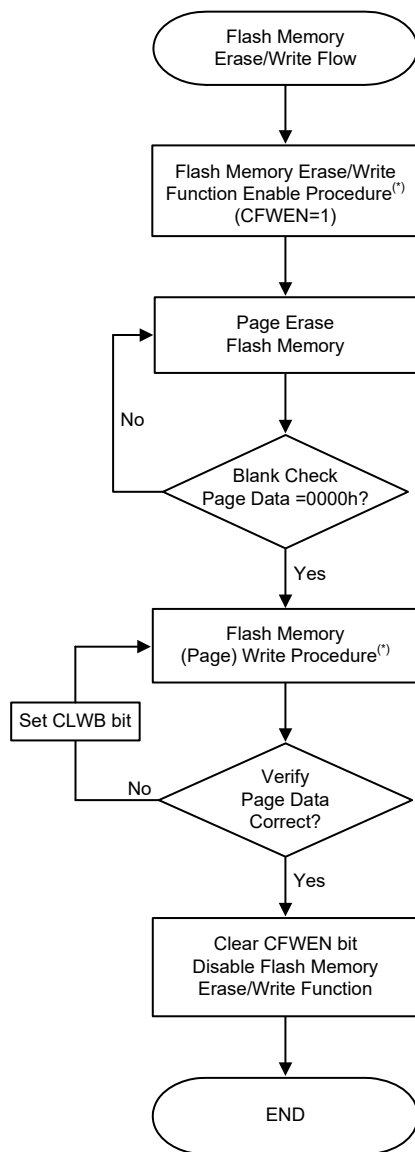 Flash Memory
Erase/Write Flow
Flash Memory Erase/Write
Function Enable Procedure(*)
(CFWEN=1)
Page Erase
Flash Memory
No
Blank Check
Page Data =0000h?
Yes
Flash Memory
(Page) Write Procedure(*)
Set CLWB bit
No
Verify
Page Data
Correct?
Yes
Clear CFWEN bit
Disable Flash Memory
Erase/Write Function
END